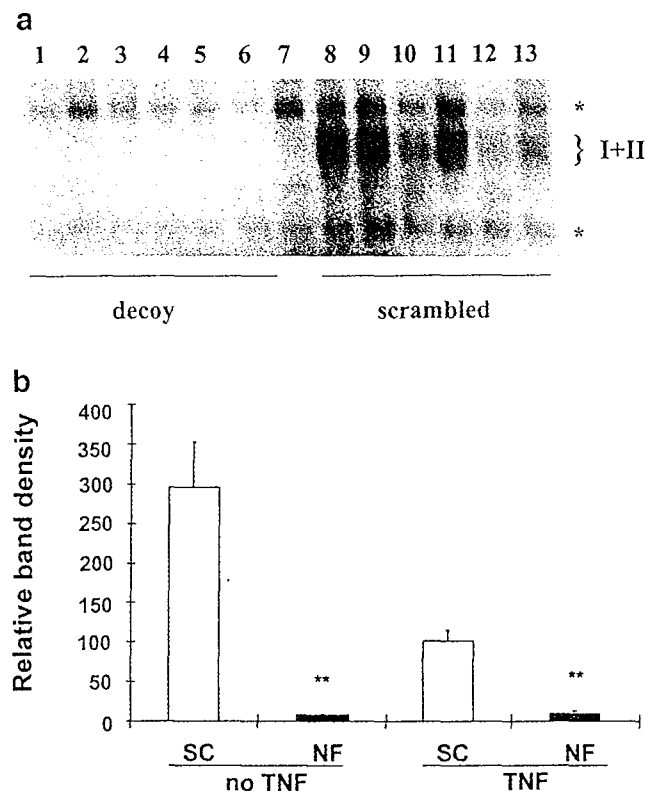 a
1 2 3 4 5 6 7 8 9 10 11 12 13
*
} I+II
*
decoy scrambled
b
Relative band density
400
350
300
250
200
150
100
50
0
** **
SC NF SC NF
no TNF TNF